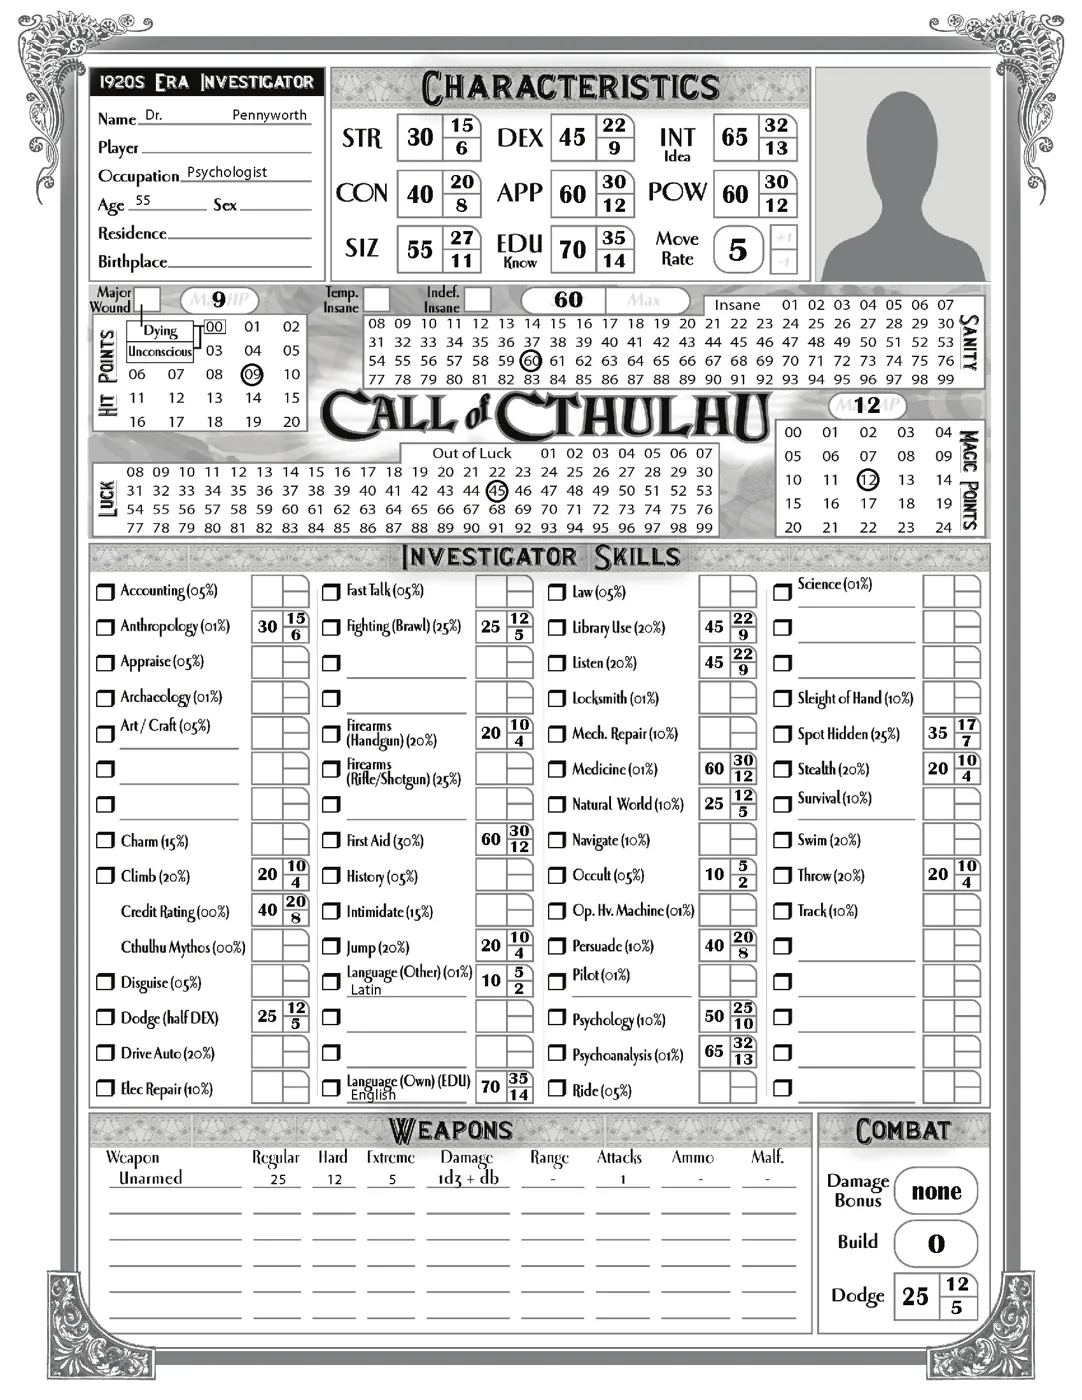 1920s Era Investigator
Name Dr. Pennyworth
Player
Occupation Psychologist
Age 55 Sex
Residence
Birthplace
Characteristics
STR 30 15 6 DEX 45 22 9 INT Idea 65 32 13
CON 40 20 8 APP 60 30 12 POW 60 30 12
SIZ 55 27 11 EDU Know 70 35 14 Move Rate 5 +1 -1
Major Wound 9
Hit Points
Dying
Unconscious
00 01 02
03 04 05
06 07 08 09 10
11 12 13 14 15
16 17 18 19 20
Temp. Insane Indef. Insane 60 Max
Sanity
Insane 01 02 03 04 05 06 07
08 09 10 11 12 13 14 15 16 17 18 19 20 21 22 23 24 25 26 27 28 29 30
31 32 33 34 35 36 37 38 39 40 41 42 43 44 45 46 47 48 49 50 51 52 53
54 55 56 57 58 59 60 61 62 63 64 65 66 67 68 69 70 71 72 73 74 75 76
77 78 79 80 81 82 83 84 85 86 87 88 89 90 91 92 93 94 95 96 97 98 99
Call of Cthulhu
12
Magic Points
00 01 02 03 04
05 06 07 08 09
10 11 12 13 14
15 16 17 18 19
20 21 22 23 24
Luck
Out of Luck 01 02 03 04 05 06 07
08 09 10 11 12 13 14 15 16 17 18 19 20 21 22 23 24 25 26 27 28 29 30
31 32 33 34 35 36 37 38 39 40 41 42 43 44 45 46 47 48 49 50 51 52 53
54 55 56 57 58 59 60 61 62 63 64 65 66 67 68 69 70 71 72 73 74 75 76
77 78 79 80 81 82 83 84 85 86 87 88 89 90 91 92 93 94 95 96 97 98 99
Investigator Skills
Accounting (05%)
Anthropology (01%) 30 15 6
Appraise (05%)
Archaeology (01%)
Art / Craft (05%)
Charm (15%)
Climb (20%) 20 10 4
Credit Rating (00%) 40 20 8
Cthulhu Mythos (00%)
Disguise (05%)
Dodge (half DEX) 25 12 5
Drive Auto (20%)
Elec Repair (10%)
Fast Talk (05%)
Fighting (Brawl) (25%) 25 12 5
Firearms
(Handgun) (20%) 20 10 4
Firearms
(Rifle/Shotgun) (25%)
First Aid (30%) 60 30 12
History (05%)
Intimidate (15%)
Jump (20%) 20 10 4
Language (Other) (01%) 10 5 2
Latin
Language (Own) (EDU) 70 35 14
English
Law (05%)
Library Use (20%) 45 22 9
Listen (20%) 45 22 9
Locksmith (01%)
Mech. Repair (10%)
Medicine (01%) 60 30 12
Natural World (10%) 25 12 5
Navigate (10%)
Occult (05%) 10 5 2
Op. Hv. Machine (01%)
Persuade (10%) 40 20 8
Pilot (01%)
Psychology (10%) 50 25 10
Psychoanalysis (01%) 65 32 13
Ride (05%)
Science (01%)
Sleight of Hand (10%)
Spot Hidden (25%) 35 17 7
Stealth (20%) 20 10 4
Survival (10%)
Swim (20%)
Throw (20%) 20 10 4
Track (10%)
Weapons
Weapon Regular Hard Extreme Damage Range Attacks Ammo Malf.
Unarmed 25 12 5 1d3 + db - 1 - -
Combat
Damage Bonus none
Build 0
Dodge 25 12 5